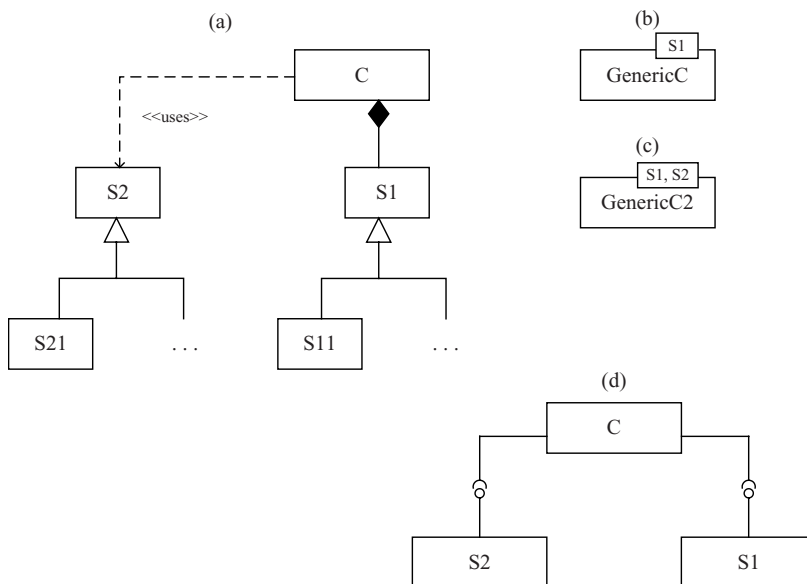 (a)
C
<<uses>>
S2
S1
S21
. . .
S11
. . .
(b)
S1
GenericC
(c)
S1, S2
GenericC2
(d)
C
S2
S1